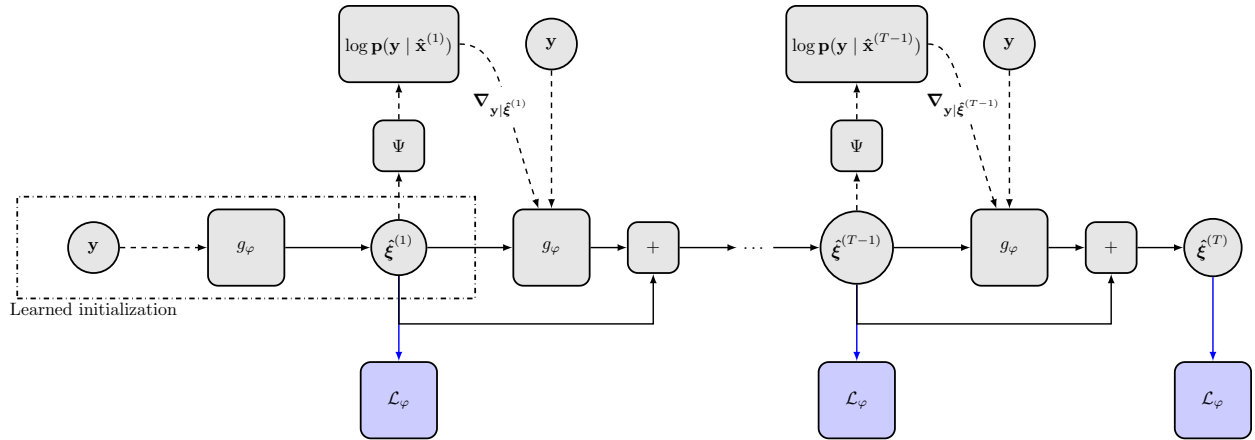 log p(y | x̂^(1))
y
log p(y | x̂^(T−1))
y
∇_{y|ξ̂^(1)}
∇_{y|ξ̂^(T−1)}
Ψ
Ψ
y
g_φ
ξ̂^(1)
g_φ
+
···
ξ̂^(T−1)
g_φ
+
ξ̂^(T)
Learned initialization
ℒ_φ
ℒ_φ
ℒ_φ